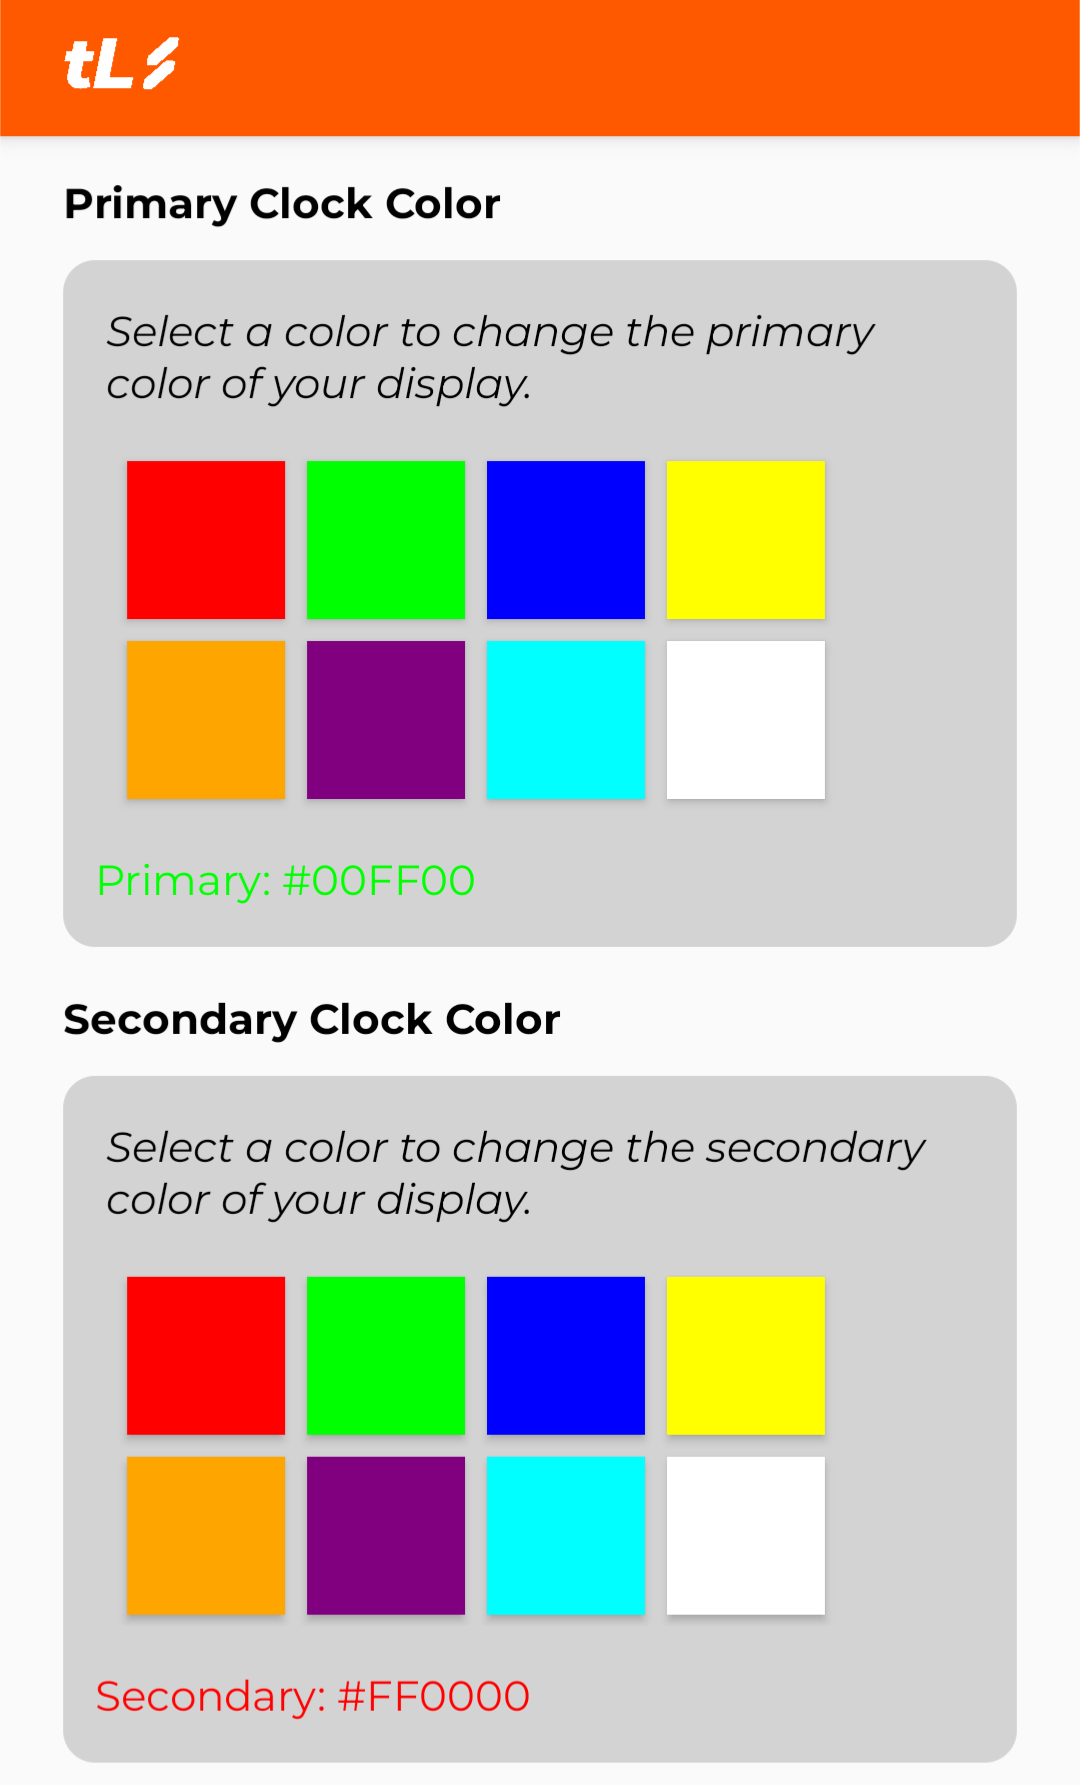 tL
Primary Clock Color
Select a color to change the primary
color of your display.
Primary: #00FF00
Secondary Clock Color
Select a color to change the secondary
color of your display.
Secondary: #FF0000